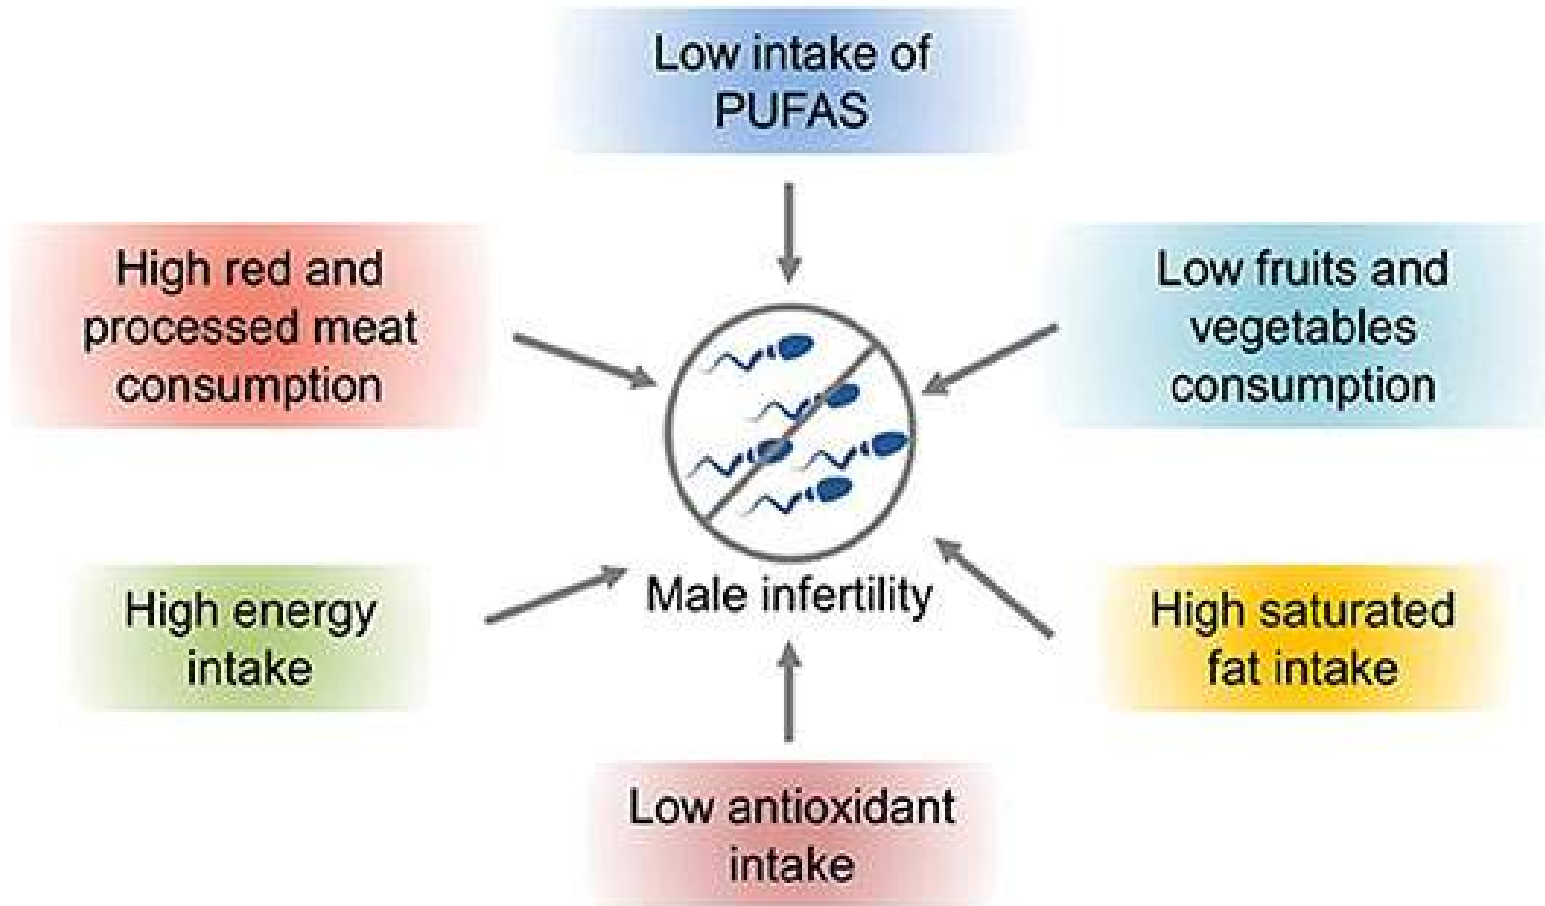 Low intake of
PUFAS
High red and
processed meat
consumption
Low fruits and
vegetables
consumption
Male infertility
High energy
intake
High saturated
fat intake
Low antioxidant
intake